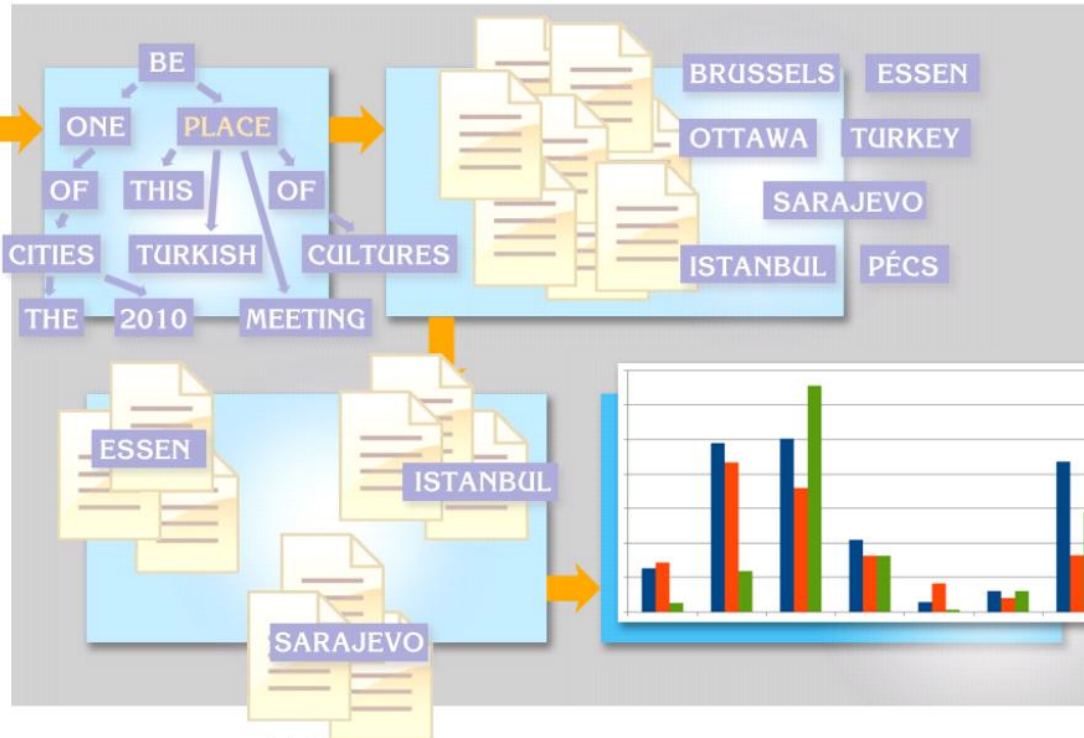 BE
ONE PLACE
OF THIS OF
CITIES TURKISH CULTURES
THE 2010 MEETING
BRUSSELS ESSEN
OTTAWA TURKEY
SARAJEVO
ISTANBUL PÉCS
ESSEN
ISTANBUL
SARAJEVO